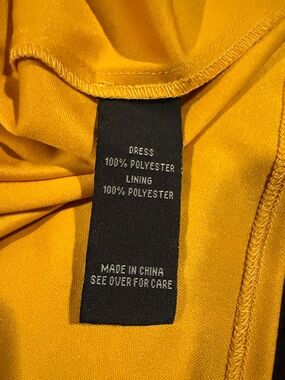 DRESS
100% POLYESTER
LINING
100% POLYESTER
MADE IN CHINA
SEE OVER FOR CARE